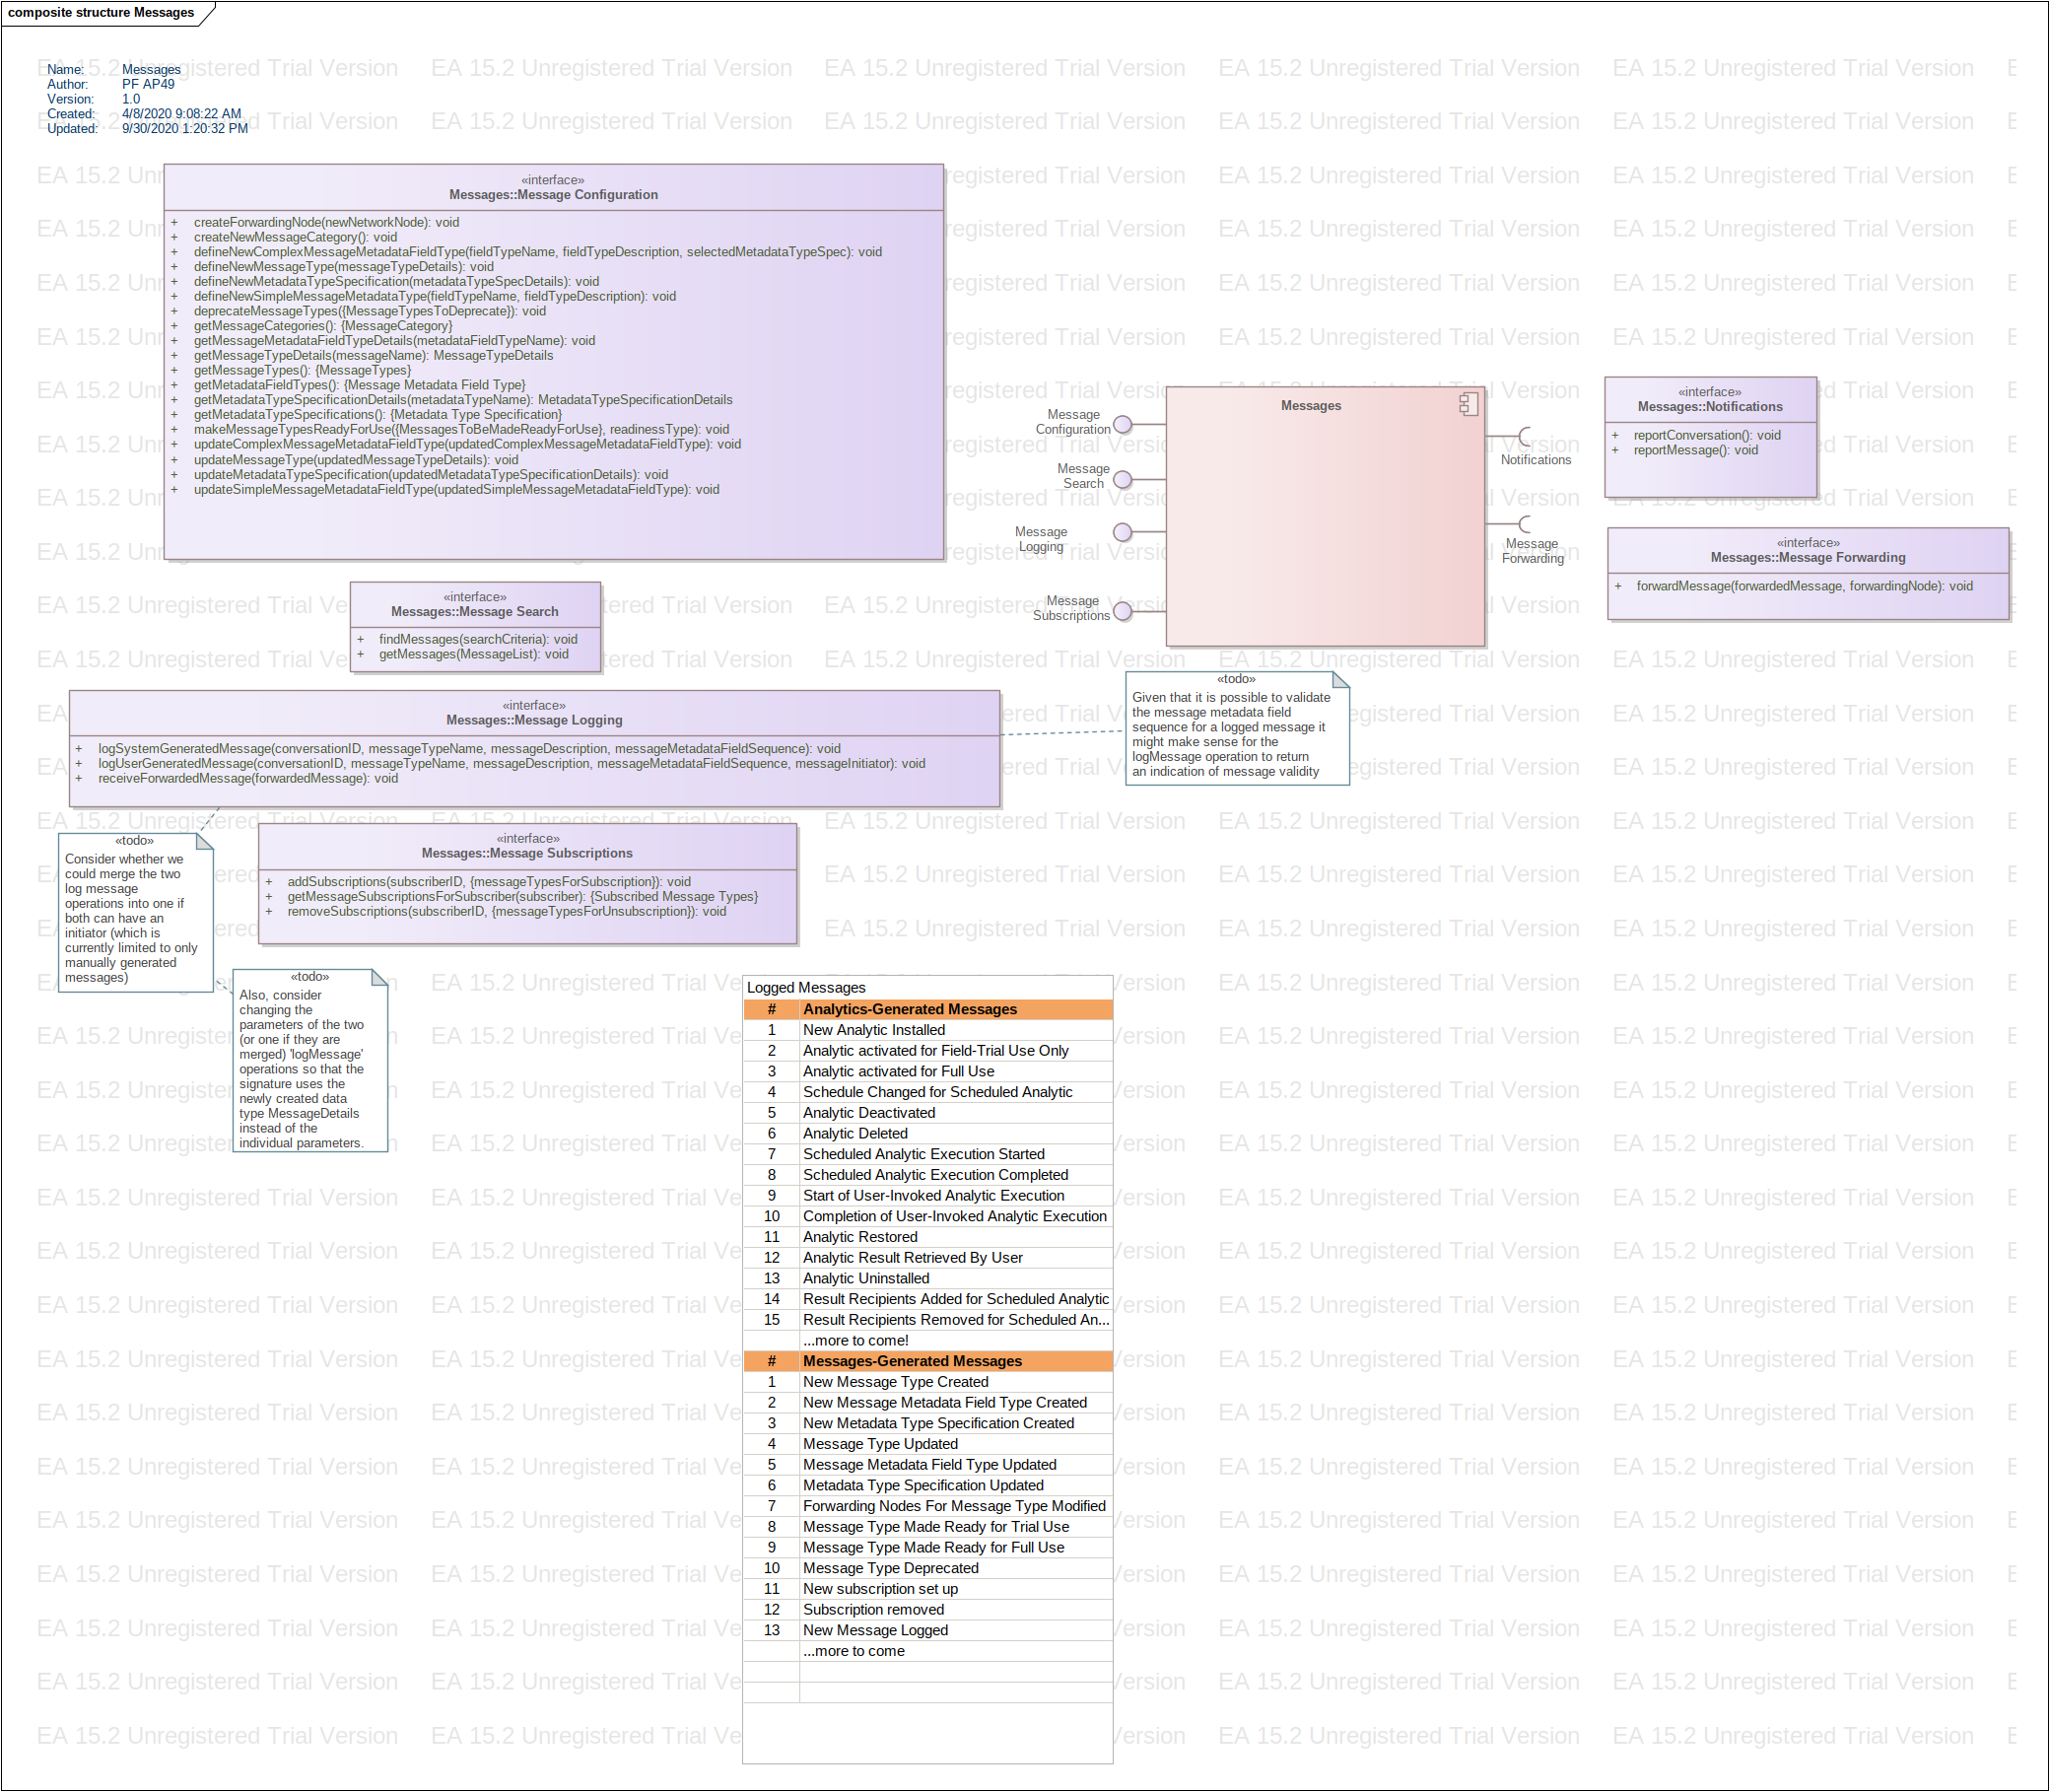 composite structure Messages
Name: Messages
Author: PF AP49
Version: 1.0
Created: 4/8/2020 9:08:22 AM
Updated: 9/30/2020 1:20:32 PM
EA 15.2 Unregistered Trial Version
«interface»
Messages::Message Configuration
+ createForwardingNode(newNetworkNode): void
+ createNewMessageCategory(): void
+ defineNewComplexMessageMetadataFieldType(fieldTypeName, fieldTypeDescription, selectedMetadataTypeSpec): void
+ defineNewMessageType(messageTypeDetails): void
+ defineNewMetadataTypeSpecification(metadataTypeSpecDetails): void
+ defineNewSimpleMessageMetadataType(fieldTypeName, fieldTypeDescription): void
+ deprecateMessageTypes({MessageTypesToDeprecate}): void
+ getMessageCategories(): {MessageCategory}
+ getMessageMetadataFieldTypeDetails(metadataFieldTypeName): void
+ getMessageTypeDetails(messageName): MessageTypeDetails
+ getMessageTypes(): {MessageTypes}
+ getMetadataFieldTypes(): {Message Metadata Field Type}
+ getMetadataTypeSpecificationDetails(metadataTypeName): MetadataTypeSpecificationDetails
+ getMetadataTypeSpecifications(): {Metadata Type Specification}
+ makeMessageTypesReadyForUse({MessagesToBeMadeReadyForUse}, readinessType): void
+ updateComplexMessageMetadataFieldType(updatedComplexMessageMetadataFieldType): void
+ updateMessageType(updatedMessageTypeDetails): void
+ updateMetadataTypeSpecification(updatedMetadataTypeSpecificationDetails): void
+ updateSimpleMessageMetadataFieldType(updatedSimpleMessageMetadataFieldType): void
Messages
Message
Configuration
Message
Search
Message
Logging
Message
Subscriptions
Notifications
Message
Forwarding
«interface»
Messages::Notifications
+ reportConversation(): void
+ reportMessage(): void
«interface»
Messages::Message Forwarding
+ forwardMessage(forwardedMessage, forwardingNode): void
«interface»
Messages::Message Search
+ findMessages(searchCriteria): void
+ getMessages(MessageList): void
«interface»
Messages::Message Logging
+ logSystemGeneratedMessage(conversationID, messageTypeName, messageDescription, messageMetadataFieldSequence): void
+ logUserGeneratedMessage(conversationID, messageTypeName, messageDescription, messageMetadataFieldSequence, messageInitiator): void
+ receiveForwardedMessage(forwardedMessage): void
«todo»
Given that it is possible to validate
the message metadata field
sequence for a logged message it
might make sense for the
logMessage operation to return
an indication of message validity
«todo»
Consider whether we
could merge the two
log message
operations into one if
both can have an
initiator (which is
currently limited to only
manually generated
messages)
«interface»
Messages::Message Subscriptions
+ addSubscriptions(subscriberID, {messageTypesForSubscription}): void
+ getMessageSubscriptionsForSubscriber(subscriber): {Subscribed Message Types}
+ removeSubscriptions(subscriberID, {messageTypesForUnsubscription}): void
«todo»
Also, consider
changing the
parameters of the two
(or one if they are
merged) 'logMessage'
operations so that the
signature uses the
newly created data
type MessageDetails
instead of the
individual parameters.
Logged Messages
# Analytics-Generated Messages
1 New Analytic Installed
2 Analytic activated for Field-Trial Use Only
3 Analytic activated for Full Use
4 Schedule Changed for Scheduled Analytic
5 Analytic Deactivated
6 Analytic Deleted
7 Scheduled Analytic Execution Started
8 Scheduled Analytic Execution Completed
9 Start of User-Invoked Analytic Execution
10 Completion of User-Invoked Analytic Execution
11 Analytic Restored
12 Analytic Result Retrieved By User
13 Analytic Uninstalled
14 Result Recipients Added for Scheduled Analytic
15 Result Recipients Removed for Scheduled An...
...more to come!
# Messages-Generated Messages
1 New Message Type Created
2 New Message Metadata Field Type Created
3 New Metadata Type Specification Created
4 Message Type Updated
5 Message Metadata Field Type Updated
6 Metadata Type Specification Updated
7 Forwarding Nodes For Message Type Modified
8 Message Type Made Ready for Trial Use
9 Message Type Made Ready for Full Use
10 Message Type Deprecated
11 New subscription set up
12 Subscription removed
13 New Message Logged
...more to come